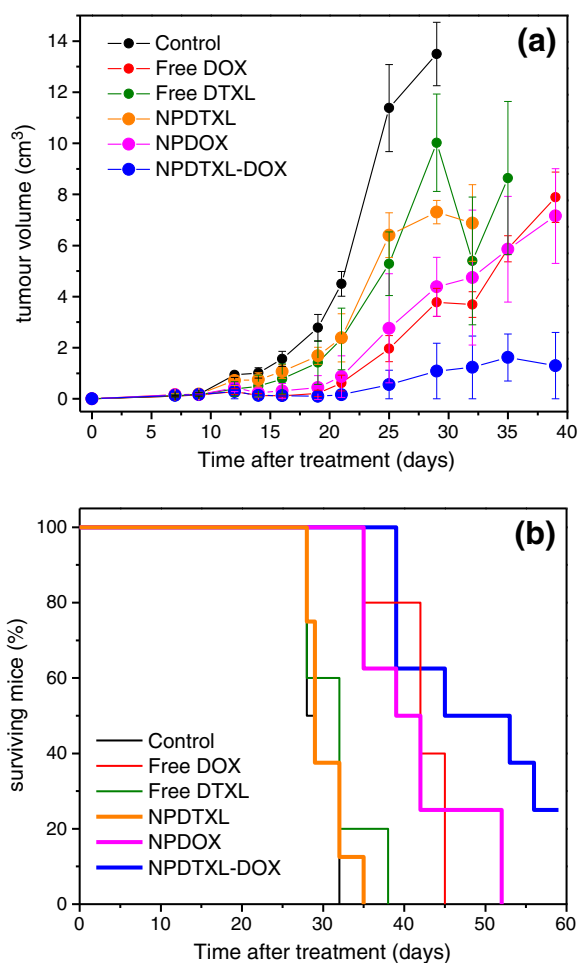 (a)
Control
Free DOX
Free DTXL
NPDTXL
NPDOX
NPDTXL-DOX
14
12
10
8
6
4
2
0
tumour volume (cm³)
0 5 10 15 20 25 30 35 40
Time after treatment (days)
(b)
100
80
60
40
20
0
surviving mice (%)
Control
Free DOX
Free DTXL
NPDTXL
NPDOX
NPDTXL-DOX
0 10 20 30 40 50 60
Time after treatment (days)